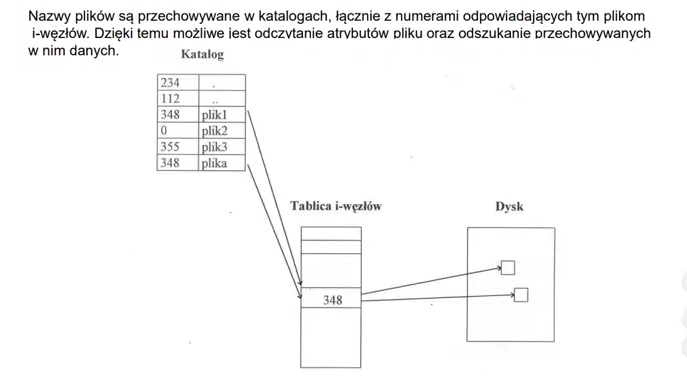 Nazwy plików są przechowywane w katalogach, łącznie z numerami odpowiadających tym plikom
i-węzłów. Dzięki temu możliwe jest odczytanie atrybutów pliku oraz odszukanie przechowywanych
w nim danych.
Katalog
234 .
112 ..
348 plik1
0 plik2
355 plik3
348 plika
Tablica i-węzłów
Dysk
348